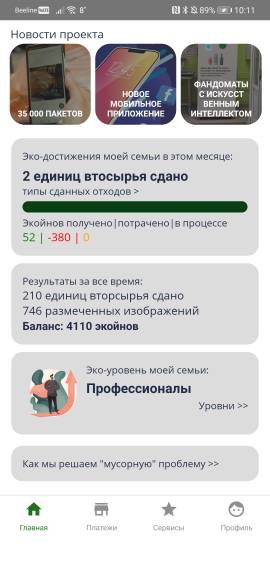 Beeline 8° 89% 10:11
Новости проекта
35 000 ПАКЕТОВ
НОВОЕ
МОБИЛЬНОЕ
ПРИЛОЖЕНИЕ
ФАНДОМАТЫ
С ИСКУССТ
ВЕННЫМ
ИНТЕЛЛЕКТОМ
Эко-достижения моей семьи в этом месяце:
2 единиц втосырья сдано
типы сданных отходов >
Экойнов получено|потрачено|в процессе
52 | -380 | 0
Результаты за все время:
210 единиц вторсырья сдано
746 размеченных изображений
Баланс: 4110 экойнов
Эко-уровень моей семьи:
Профессионалы
Уровни >>
Как мы решаем "мусорную" проблему >>
Главная Платежи Сервисы Профиль